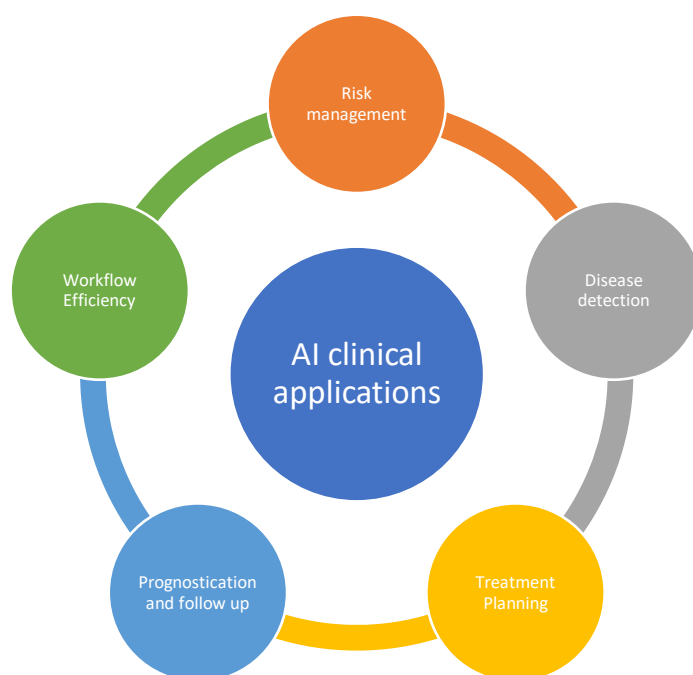 Risk
management
Disease
detection
Treatment
Planning
Prognostication
and follow up
Workflow
Efficiency
AI clinical
applications